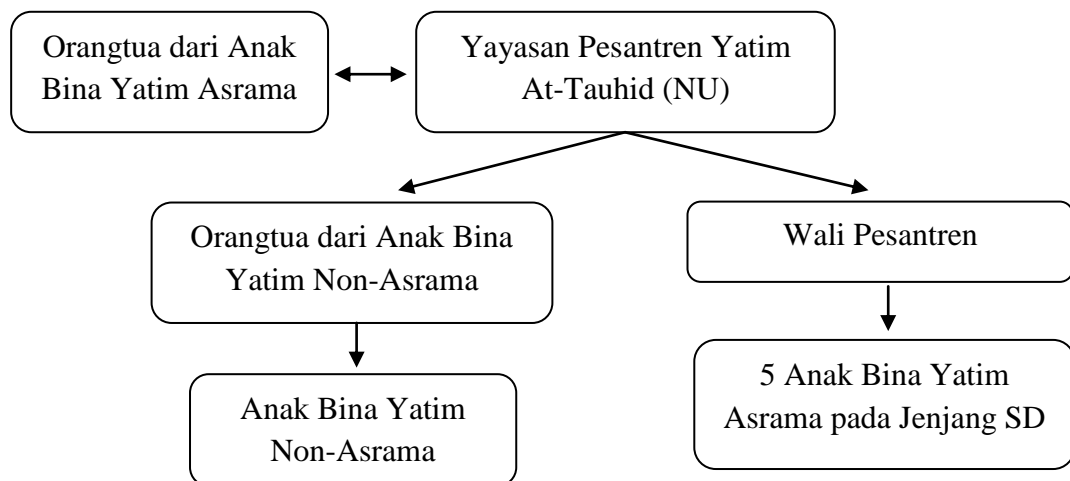 Orangtua dari Anak
Bina Yatim Asrama
Yayasan Pesantren Yatim
At-Tauhid (NU)
Orangtua dari Anak Bina
Yatim Non-Asrama
Wali Pesantren
Anak Bina Yatim
Non-Asrama
5 Anak Bina Yatim
Asrama pada Jenjang SD